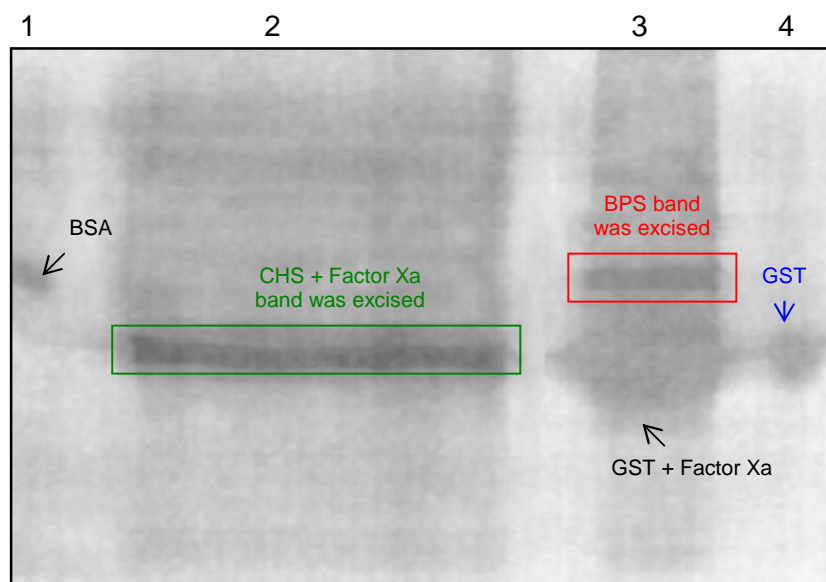 1 2 3 4
BSA
CHS + Factor Xa
band was excised
BPS band
was excised
GST
GST + Factor Xa